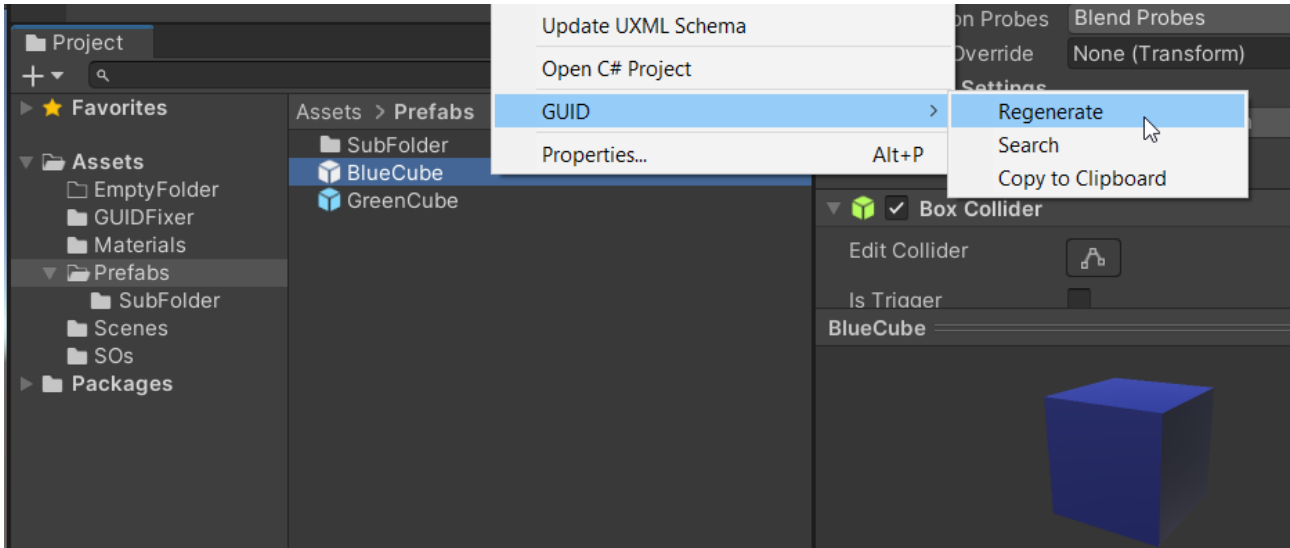 Project
Favorites
Assets
EmptyFolder
GUIDFixer
Materials
Prefabs
SubFolder
Scenes
SOs
Packages
Assets > Prefabs
SubFolder
BlueCube
GreenCube
Update UXML Schema
Open C# Project
GUID >
Properties... Alt+P
Regenerate
Search
Copy to Clipboard
Probes Blend Probes
Override None (Transform)
Settings
Box Collider
Edit Collider
Is Trigger
BlueCube